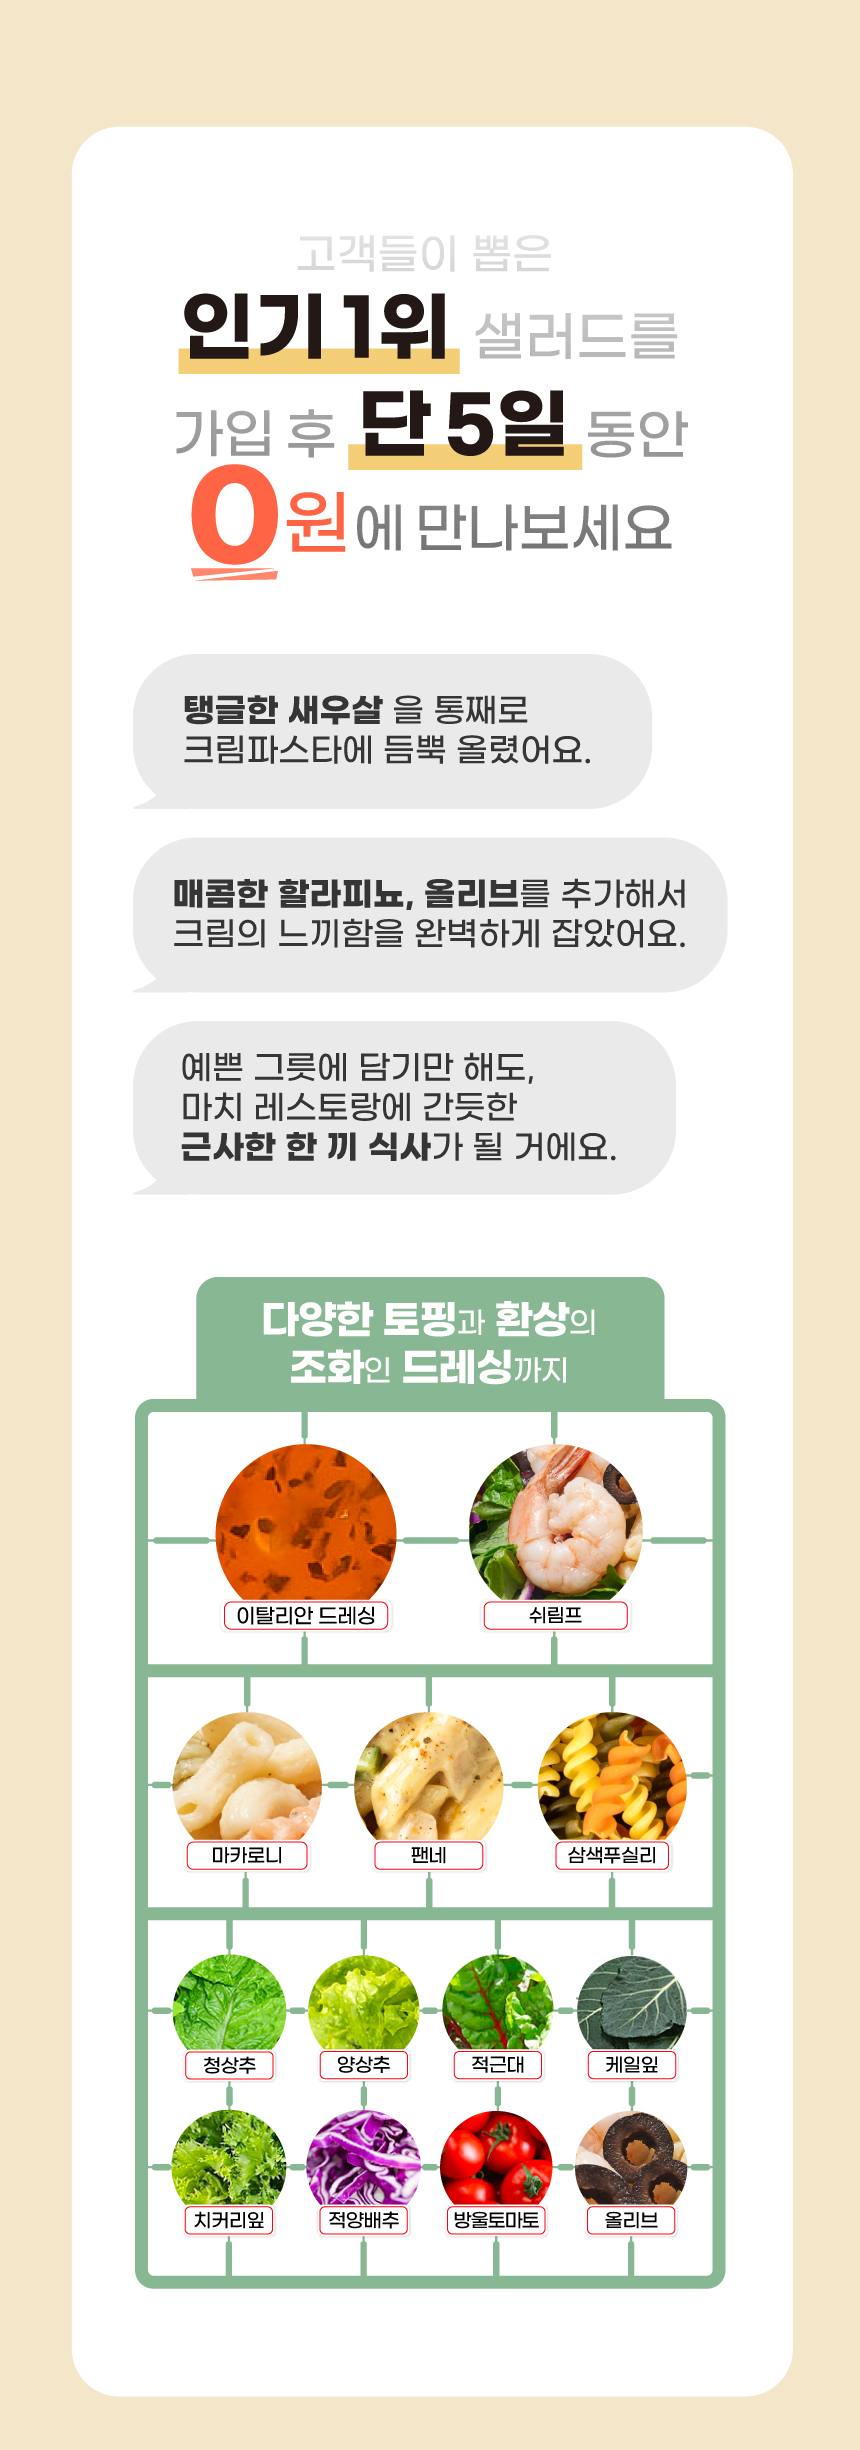 고객들이 뽑은
인기 1위 샐러드를
가입 후 단 5일 동안
0원에 만나보세요
탱글한 새우살 을 통째로
크림파스타에 듬뿍 올렸어요.
매콤한 할라피뇨, 올리브를 추가해서
크림의 느끼함을 완벽하게 잡았어요.
예쁜 그릇에 담기만 해도,
마치 레스토랑에 간듯한
근사한 한 끼 식사가 될 거에요.
다양한 토핑과 환상의
조화인 드레싱까지
이탈리안 드레싱
쉬림프
마카로니
팬네
삼색푸실리
청상추
양상추
적근대
케일잎
치커리잎
적양배추
방울토마토
올리브